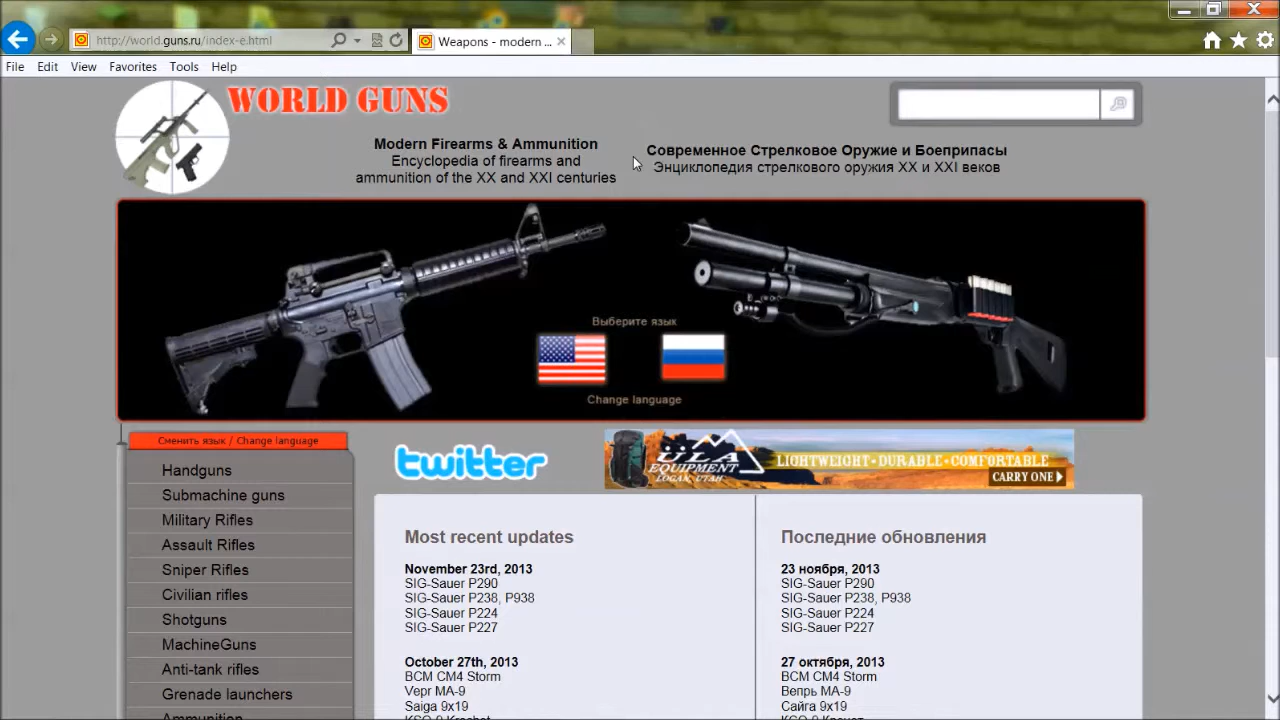 http://world.guns.ru/index-e.html
Weapons - modern ...
File Edit View Favorites Tools Help
WORLD GUNS
Modern Firearms & Ammunition
Encyclopedia of firearms and
ammunition of the XX and XXI centuries
Современное Стрелковое Оружие и Боеприпасы
Энциклопедия стрелкового оружия XX и XXI веков
Выберите язык
Change language
Сменить язык / Change language
Handguns
Submachine guns
Military Rifles
Assault Rifles
Sniper Rifles
Civilian rifles
Shotguns
MachineGuns
Anti-tank rifles
Grenade launchers
Ammunition
twitter
ÜLA
EQUIPMENT
LOGAN, UTAH
LIGHTWEIGHT • DURABLE • COMFORTABLE
CARRY ONE
Most recent updates
November 23rd, 2013
SIG-Sauer P290
SIG-Sauer P238, P938
SIG-Sauer P224
SIG-Sauer P227
October 27th, 2013
BCM CM4 Storm
Vepr MA-9
Saiga 9x19
Последние обновления
23 ноября, 2013
SIG-Sauer P290
SIG-Sauer P238, P938
SIG-Sauer P224
SIG-Sauer P227
27 октября, 2013
BCM CM4 Storm
Вепрь МА-9
Сайга 9x19